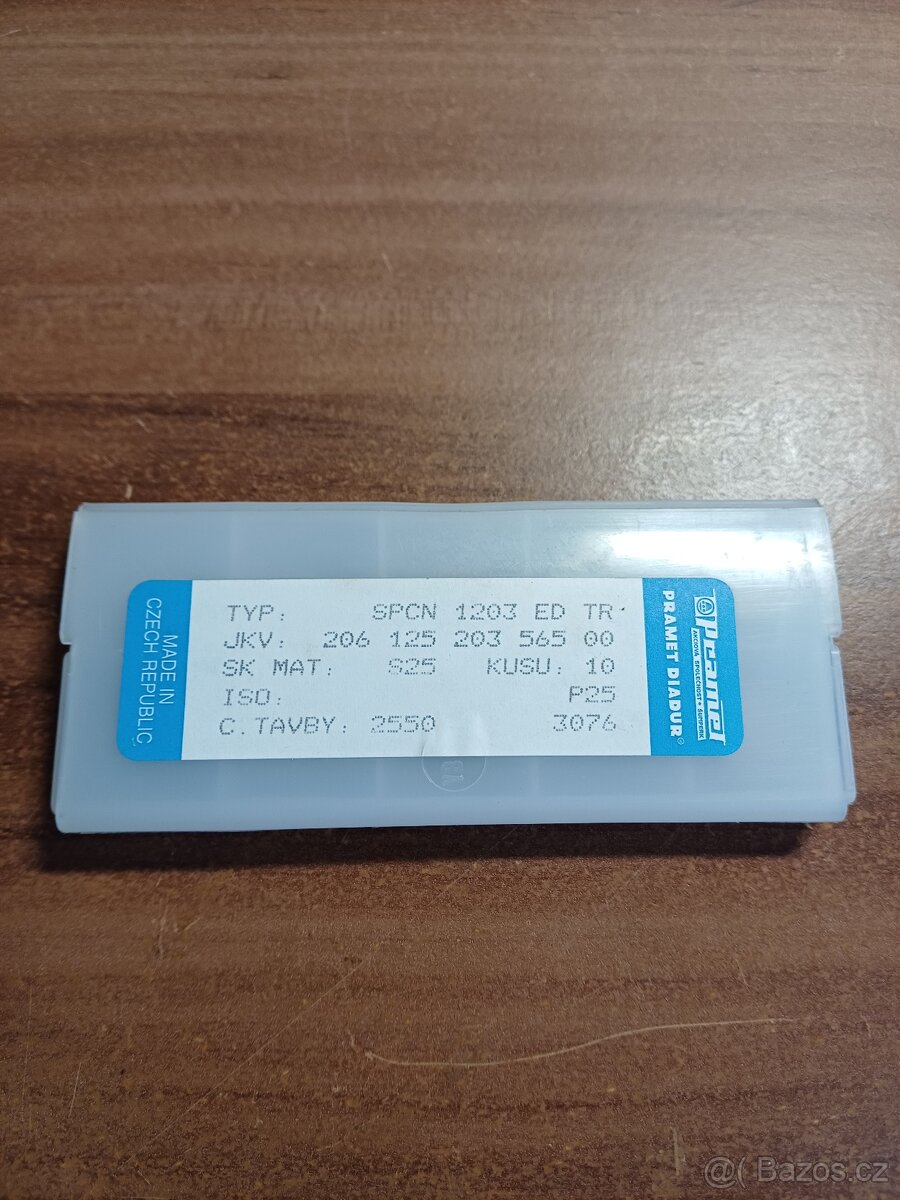 MADE IN
CZECH REPUBLIC
TYP: SPCN 1203 ED TR
JKV: 206 125 203 565 00
SK MAT: S25 KUSU: 10
ISO: P25
C.TAVBY: 2550 3076
Pramet
AKCIOVÁ SPOLEČNOST • ŠUMPERK
PRAMET DIADUR®
@( Bazos.cz